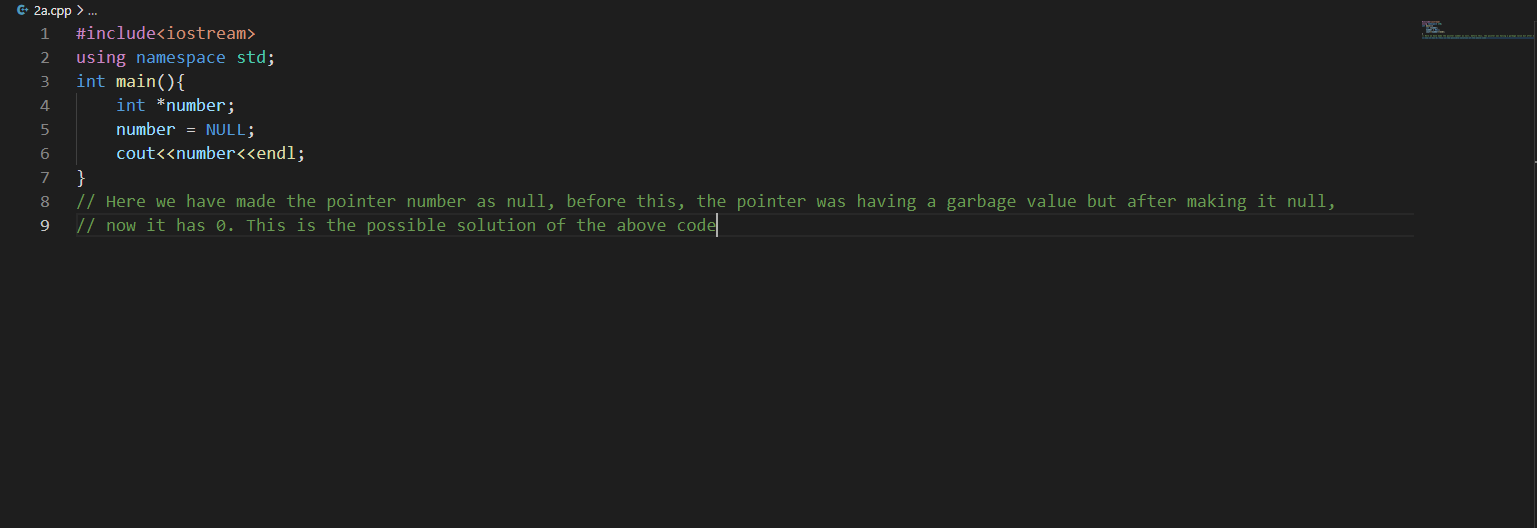 2a.cpp > ...
1 #include<iostream>
2 using namespace std;
3 int main(){
4     int *number;
5     number = NULL;
6     cout<<number<<endl;
7 }
8 // Here we have made the pointer number as null, before this, the pointer was having a garbage value but after making it null,
9 // now it has 0. This is the possible solution of the above code